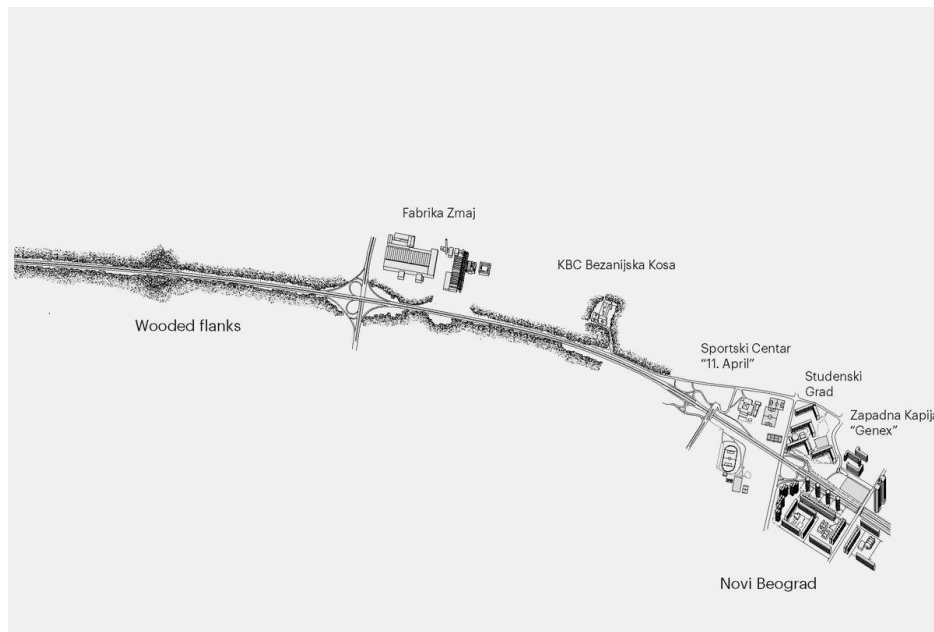 Fabrika Zmaj
KBC Bezanijska Kosa
Wooded flanks
Sportski Centar
“11. April”
Studenski
Grad
Zapadna Kapija
“Genex”
Novi Beograd